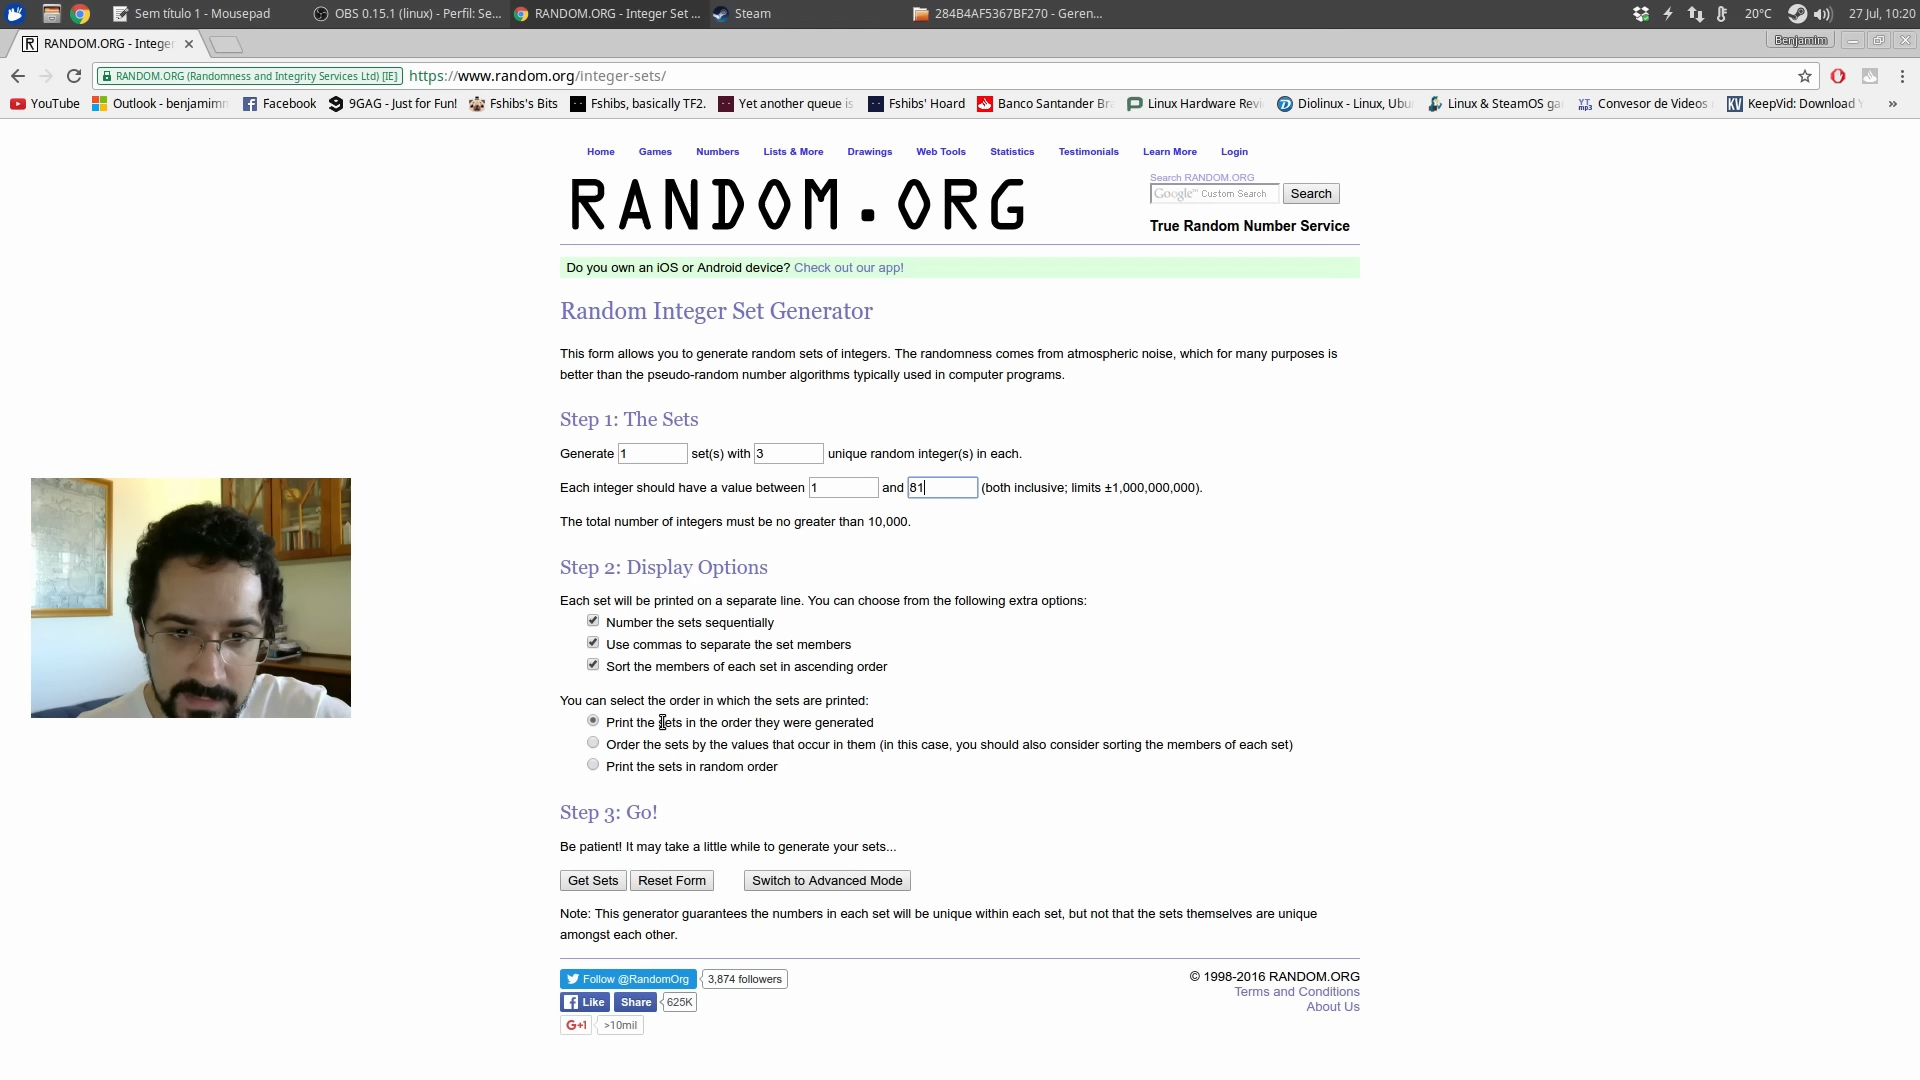 Sem título 1 - Mousepad
OBS 0.15.1 (linux) - Perfil: Se...
RANDOM.ORG - Integer Set ...
Steam
284B4AF5367BF270 - Geren...
20°C
27 Jul, 10:20
RANDOM.ORG - Integer
Benjamim
RANDOM.ORG (Randomness and Integrity Services Ltd) [IE]
https://www.random.org/integer-sets/
YouTube
Outlook - benjamimn
Facebook
9GAG - Just for Fun!
Fshibs's Bits
Fshibs, basically TF2.
Yet another queue is
Fshibs' Hoard
Banco Santander Br
Linux Hardware Revi
Diolinux - Linux, Ubu
Linux & SteamOS ga
Convesor de Videos
KeepVid: Download
Home
Games
Numbers
Lists & More
Drawings
Web Tools
Statistics
Testimonials
Learn More
Login
RANDOM.ORG
Search RANDOM.ORG
Google™ Custom Search
Search
True Random Number Service
Do you own an iOS or Android device? Check out our app!
Random Integer Set Generator
This form allows you to generate random sets of integers. The randomness comes from atmospheric noise, which for many purposes is
better than the pseudo-random number algorithms typically used in computer programs.
Step 1: The Sets
Generate 1 set(s) with 3 unique random integer(s) in each.
Each integer should have a value between 1 and 81 (both inclusive; limits ±1,000,000,000).
The total number of integers must be no greater than 10,000.
Step 2: Display Options
Each set will be printed on a separate line. You can choose from the following extra options:
Number the sets sequentially
Use commas to separate the set members
Sort the members of each set in ascending order
You can select the order in which the sets are printed:
Print the sets in the order they were generated
Order the sets by the values that occur in them (in this case, you should also consider sorting the members of each set)
Print the sets in random order
Step 3: Go!
Be patient! It may take a little while to generate your sets...
Get Sets
Reset Form
Switch to Advanced Mode
Note: This generator guarantees the numbers in each set will be unique within each set, but not that the sets themselves are unique
amongst each other.
Follow @RandomOrg
3,874 followers
Like
Share
625K
G+1
>10mil
© 1998-2016 RANDOM.ORG
Terms and Conditions
About Us